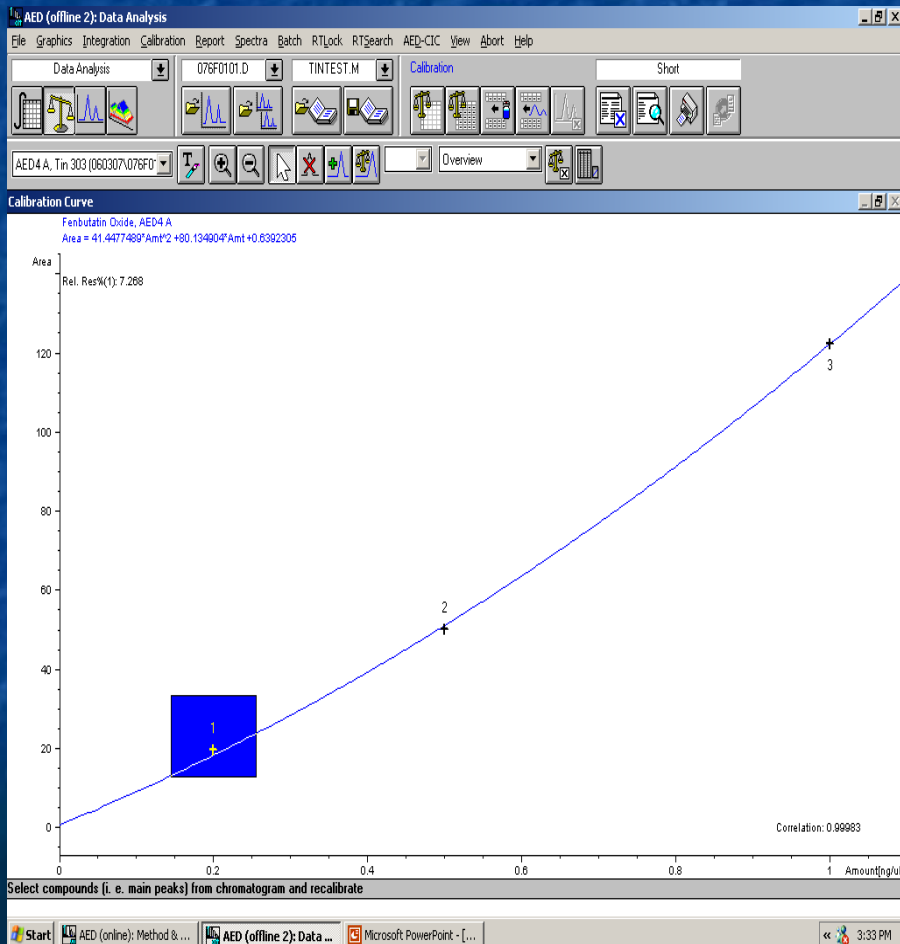 AED (offline 2): Data Analysis
File Graphics Integration Calibration Report Spectra Batch RTLock RTSearch AED-CIC View Abort Help
Data Analysis 076F0101.D TINTEST.M Calibration Short
AED4 A, Tin 303 (060307\076F0 Overview
Calibration Curve
Fenbutatin Oxide, AED4 A
Area = 41.4477489*Amt^2 +80.134904*Amt +0.6392305
Area
Rel. Res%(1): 7.268
120
3
100
80
60
2
40
1
20
0
Correlation: 0.99983
0 0.2 0.4 0.6 0.8 1 Amount[ng/ul
Select compounds (i. e. main peaks) from chromatogram and recalibrate
Start AED (online): Method & ... AED (offline 2): Data ... Microsoft PowerPoint - [... « 3:33 PM